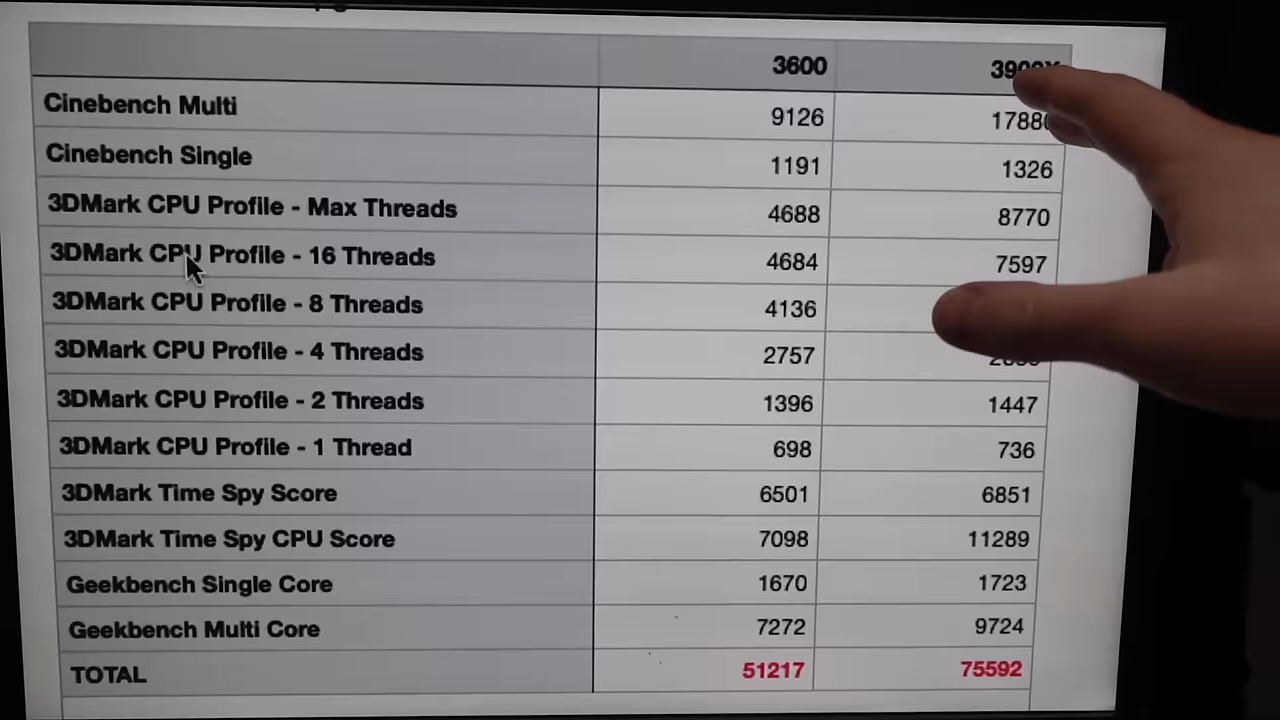 3600 3900X
Cinebench Multi 9126 17880
Cinebench Single 1191 1326
3DMark CPU Profile - Max Threads 4688 8770
3DMark CPU Profile - 16 Threads 4684 7597
3DMark CPU Profile - 8 Threads 4136
3DMark CPU Profile - 4 Threads 2757
3DMark CPU Profile - 2 Threads 1396 1447
3DMark CPU Profile - 1 Thread 698 736
3DMark Time Spy Score 6501 6851
3DMark Time Spy CPU Score 7098 11289
Geekbench Single Core 1670 1723
Geekbench Multi Core 7272 9724
TOTAL 51217 75592